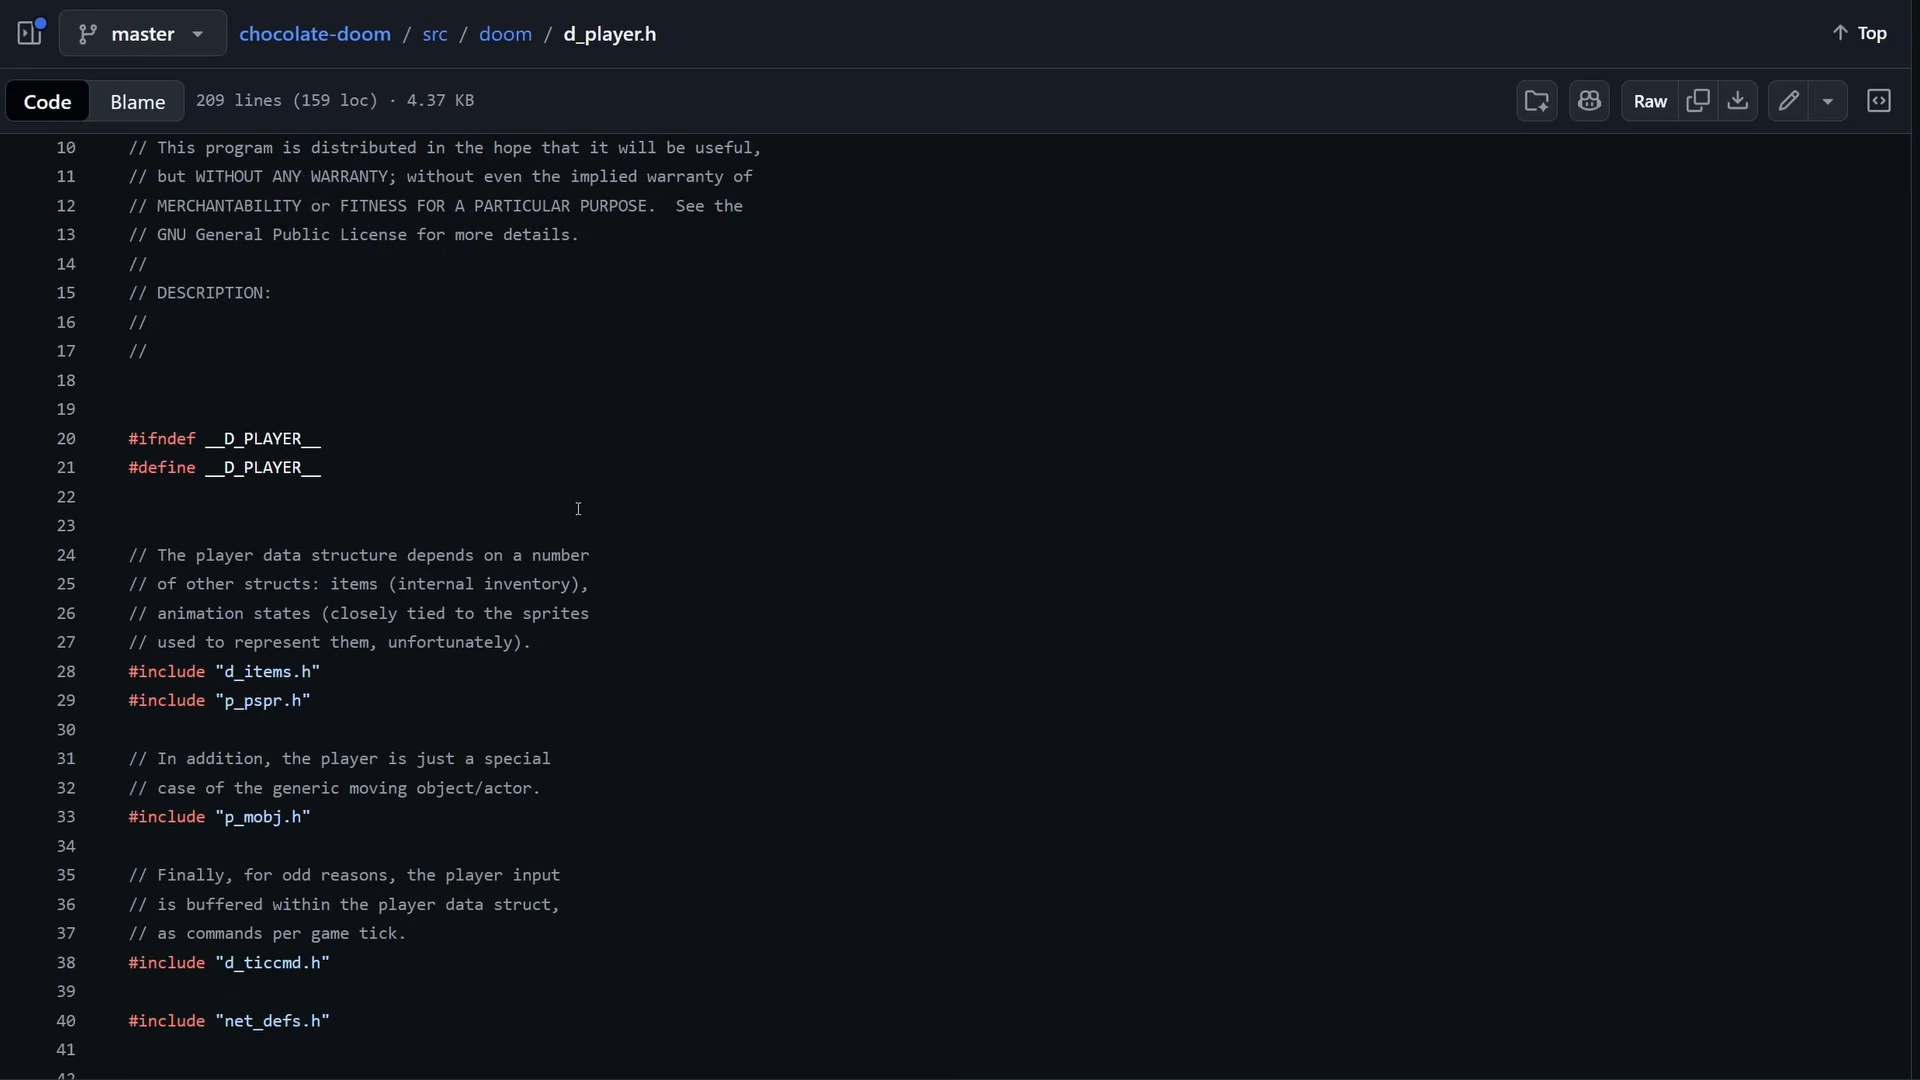 master chocolate-doom / src / doom / d_player.h Top
Code Blame 209 lines (159 loc) · 4.37 KB Raw
10 // This program is distributed in the hope that it will be useful,
11 // but WITHOUT ANY WARRANTY; without even the implied warranty of
12 // MERCHANTABILITY or FITNESS FOR A PARTICULAR PURPOSE.  See the
13 // GNU General Public License for more details.
14 //
15 // DESCRIPTION:
16 //
17 //
18
19
20 #ifndef __D_PLAYER__
21 #define __D_PLAYER__
22
23
24 // The player data structure depends on a number
25 // of other structs: items (internal inventory),
26 // animation states (closely tied to the sprites
27 // used to represent them, unfortunately).
28 #include "d_items.h"
29 #include "p_pspr.h"
30
31 // In addition, the player is just a special
32 // case of the generic moving object/actor.
33 #include "p_mobj.h"
34
35 // Finally, for odd reasons, the player input
36 // is buffered within the player data struct,
37 // as commands per game tick.
38 #include "d_ticcmd.h"
39
40 #include "net_defs.h"
41
42